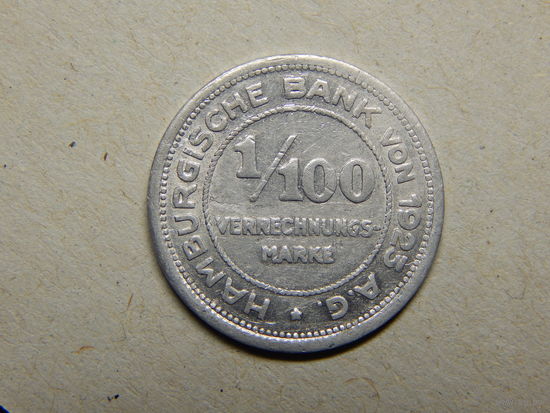 HAMBURGISCHE BANK VON 1923 A.G.
1/100
VERRECHNUNGS-
MARKE